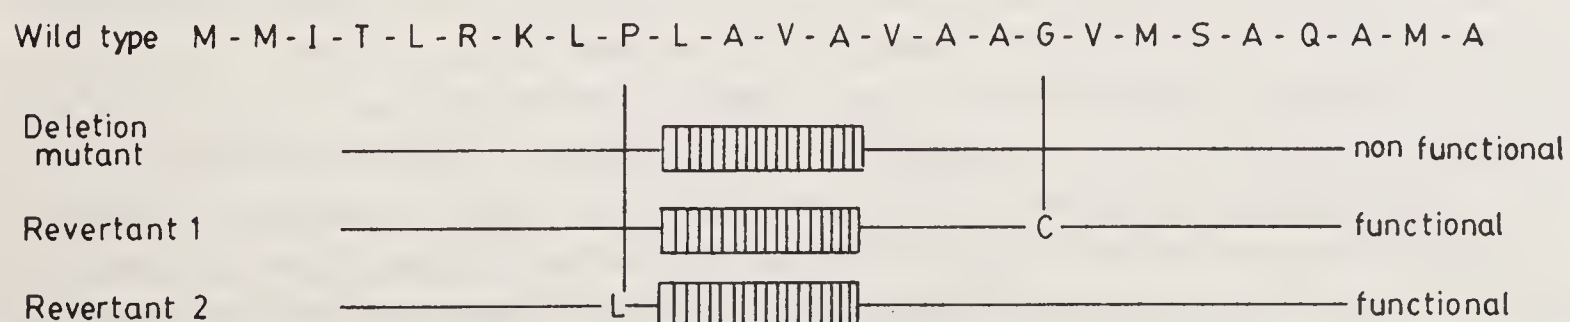 Wild type M - M - I - T - L - R - K - L - P - L - A - V - A - V - A - A - G - V - M - S - A - Q - A - M - A
Deletion
mutant
non functional
Revertant 1
C
functional
Revertant 2
L
functional